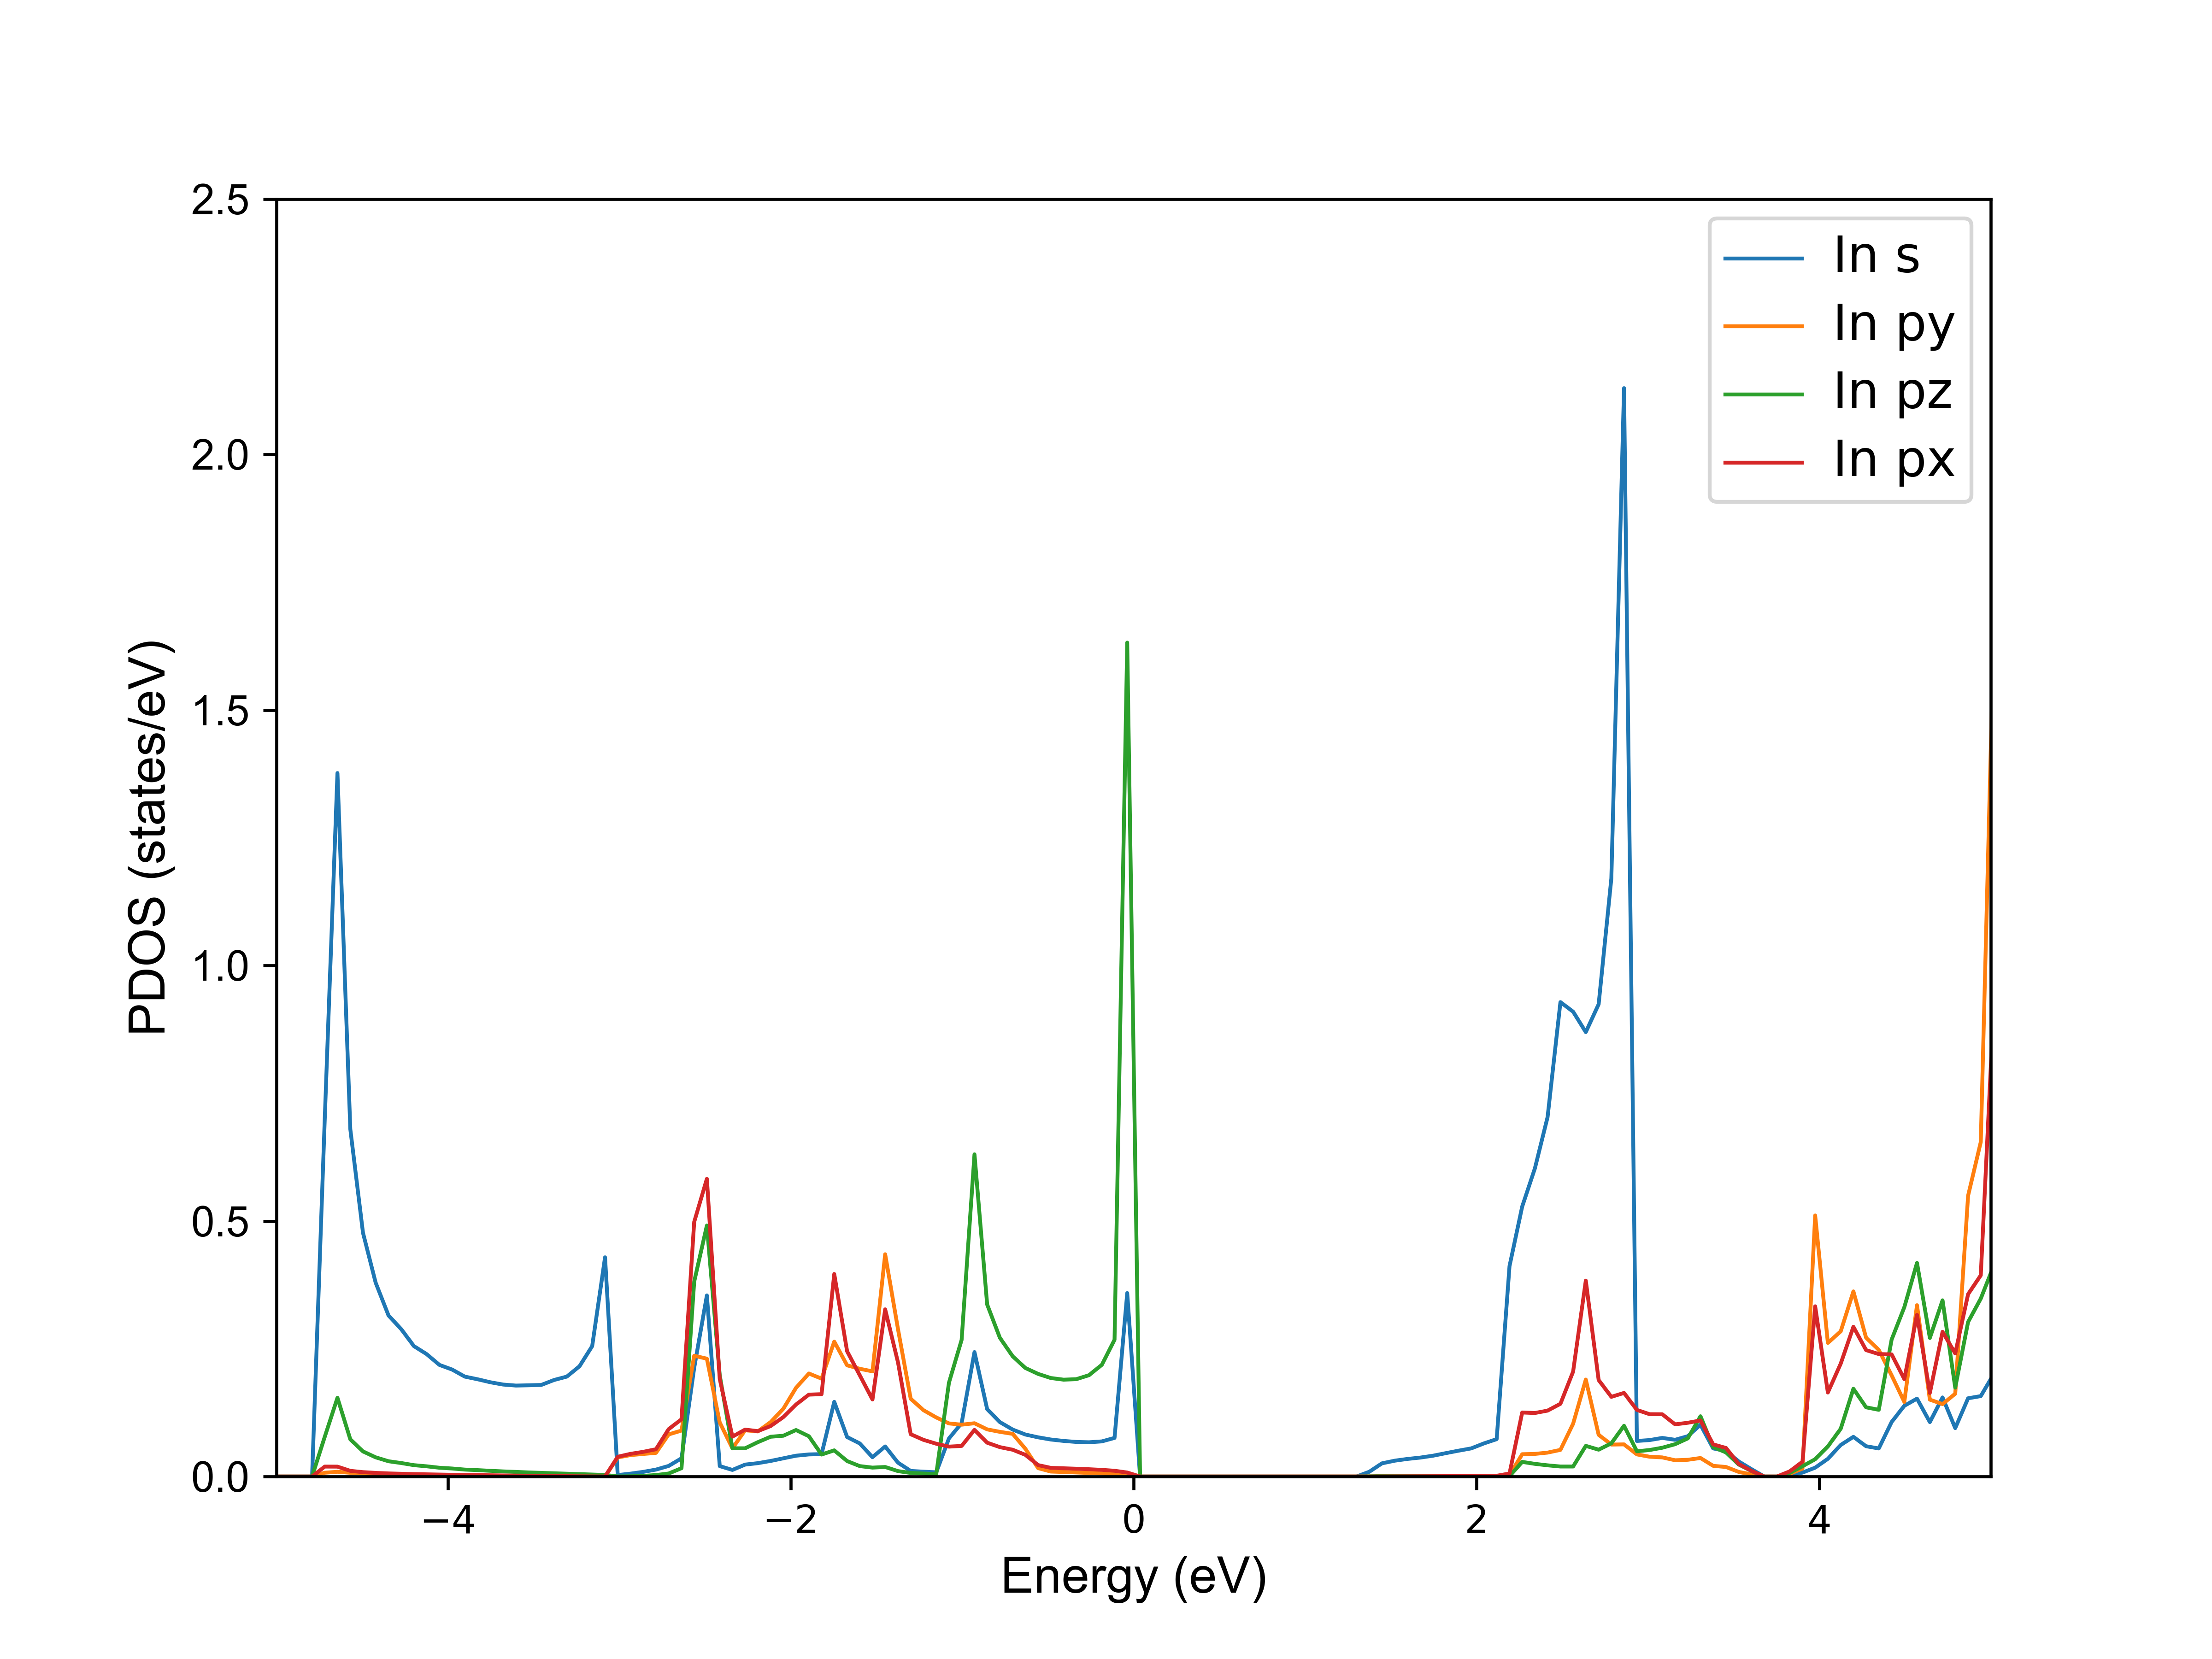 2.5
2.0
1.5
1.0
0.5
0.0
PDOS (states/eV)
In s
In py
In pz
In px
−4
−2
0
2
4
Energy (eV)